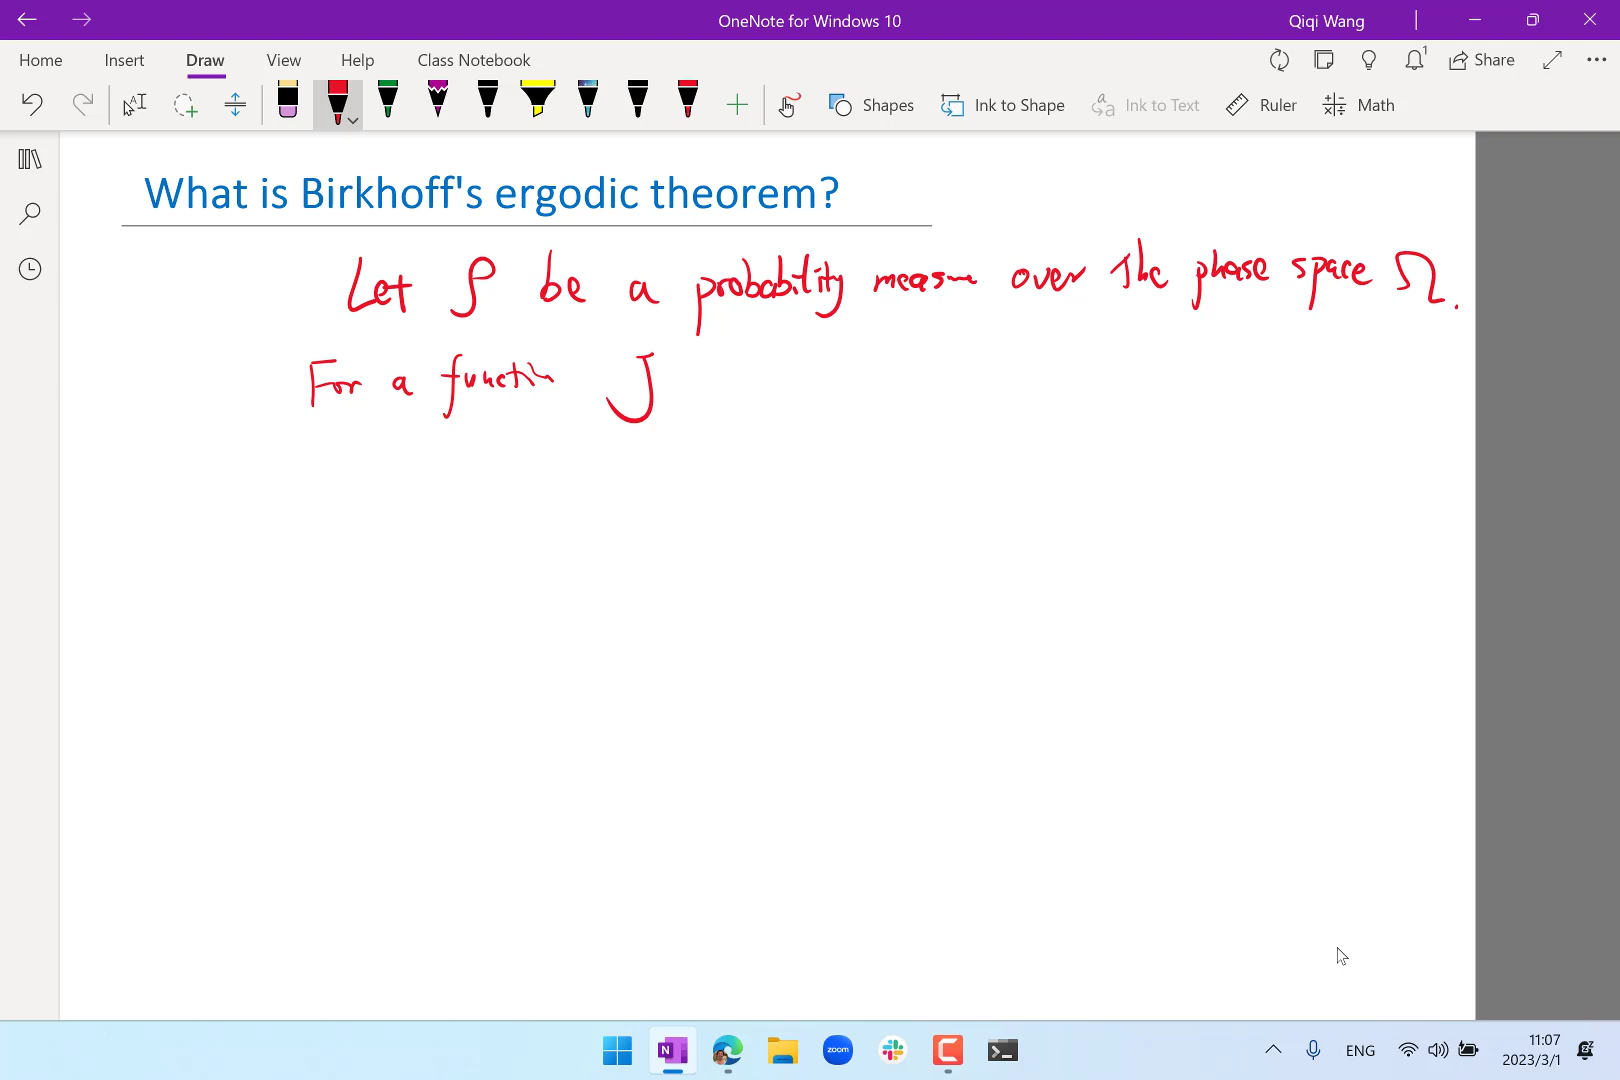 OneNote for Windows 10
Qiqi Wang
Home Insert Draw View Help Class Notebook
1 Share
Shapes Ink to Shape Ink to Text Ruler Math
What is Birkhoff's ergodic theorem?
Let ρ be a probability measure over the phase space Ω.
For a function J
zoom
ENG
11:07
2023/3/1